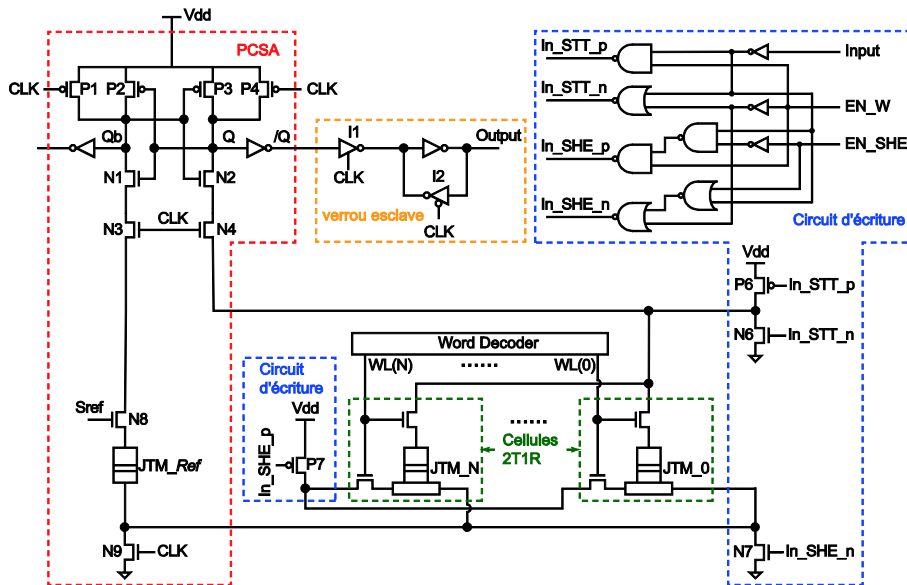 Vdd
PCSA
CLK
P1
P2
P3
P4
CLK
Qb
Q
/Q
I1
CLK
Output
I2
CLK
verrou esclave
N1
N2
N3
CLK
N4
In_STT_p
Input
In_STT_n
EN_W
In_SHE_p
EN_SHE
In_SHE_n
Circuit d'écriture
Vdd
P6
In_STT_p
N6
In_STT_n
Word Decoder
WL(N)
WL(0)
Circuit
d'écriture
Vdd
In_SHE_p
P7
Cellules
2T1R
JTM_N
JTM_0
Sref
N8
JTM_Ref
N9
CLK
N7
In_SHE_n